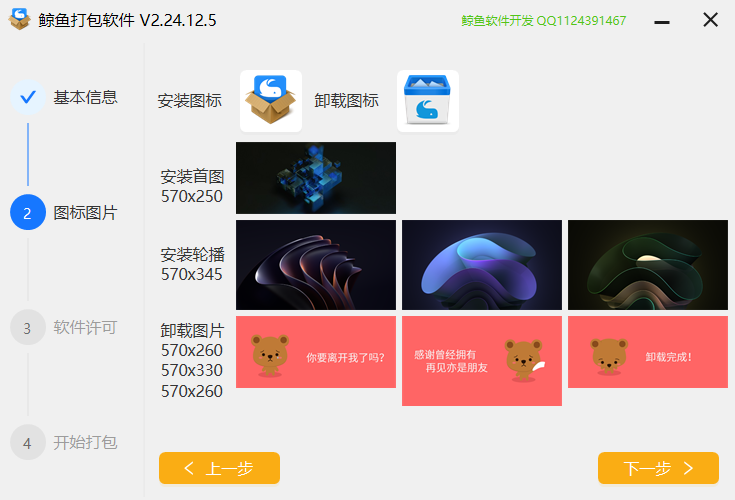 鲸鱼打包软件 V2.24.12.5
鲸鱼软件开发 QQ1124391467
基本信息
2
图标图片
3
软件许可
4
开始打包
安装图标
卸载图标
安装首图
570x250
安装轮播
570x345
卸载图片
570x260
570x330
570x260
你要离开我了吗?
感谢曾经拥有
再见亦是朋友
卸载完成!
上一步
下一步